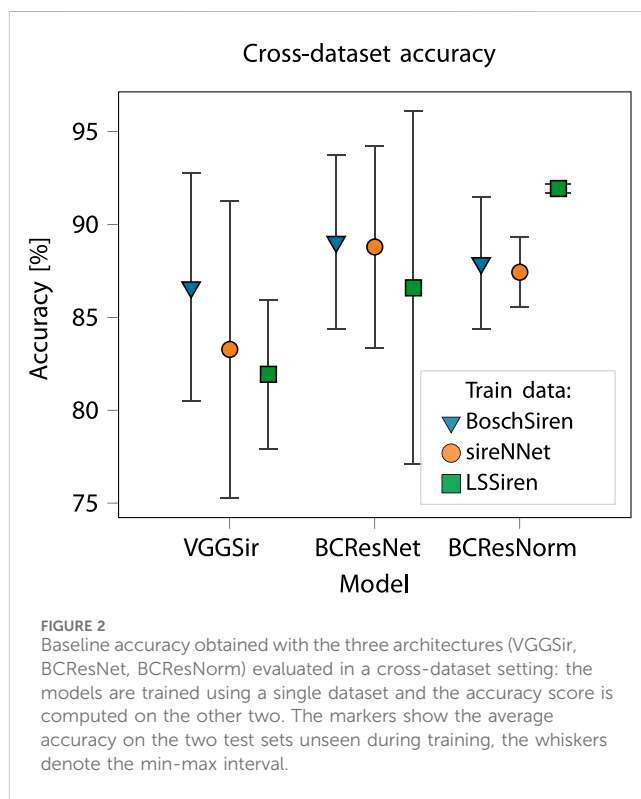 Cross-dataset accuracy
Accuracy [%]
95
90
85
80
75
Train data:
BoschSiren
sireNNet
LSSiren
VGGSir
BCResNet
BCResNorm
Model
FIGURE 2
Baseline accuracy obtained with the three architectures (VGGSir,
BCResNet, BCResNorm) evaluated in a cross-dataset setting: the
models are trained using a single dataset and the accuracy score is
computed on the other two. The markers show the average
accuracy on the two test sets unseen during training, the whiskers
denote the min-max interval.